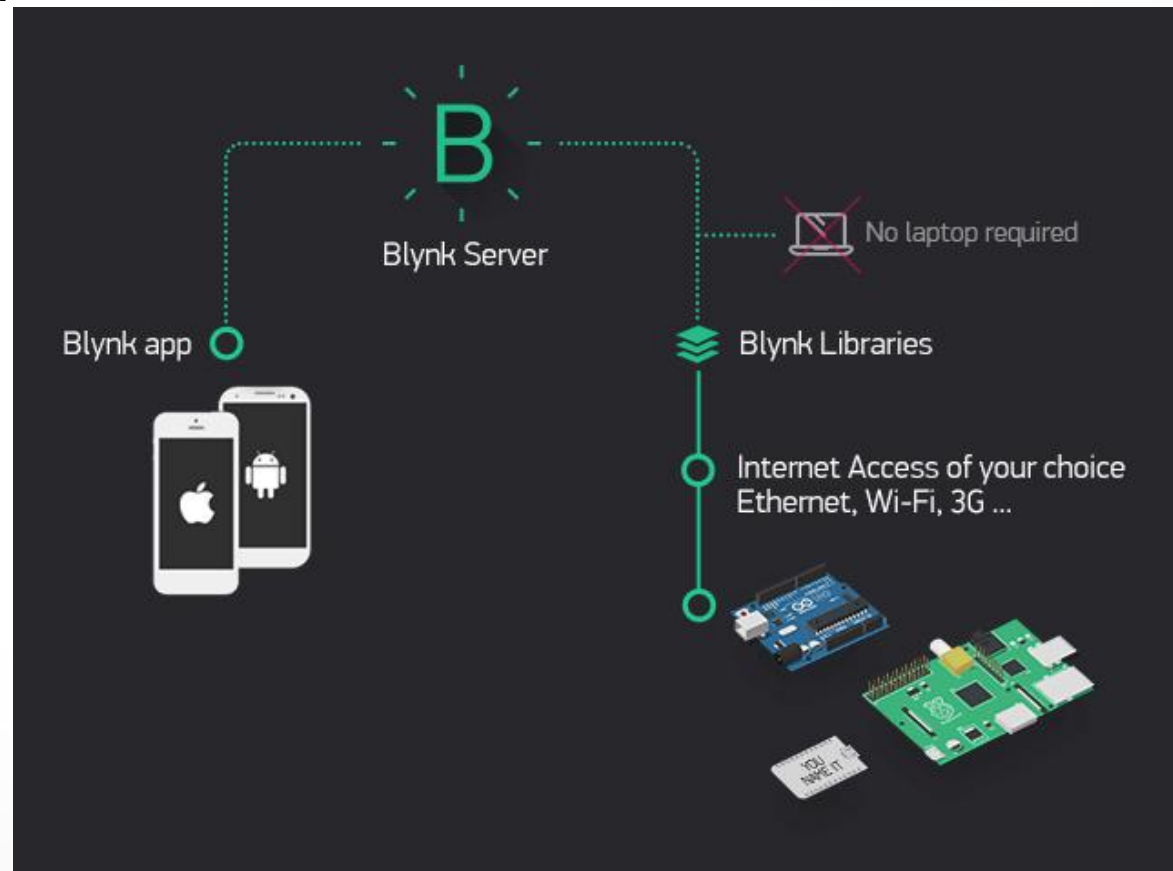 B
Blynk Server
No laptop required
Blynk app
Blynk Libraries
Internet Access of your choice
Ethernet, Wi-Fi, 3G ...
YOU
NAME IT